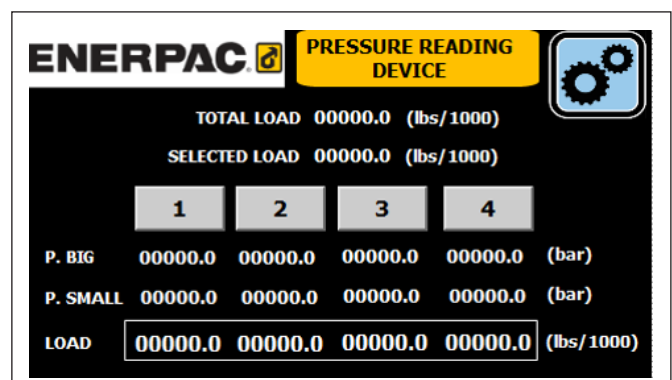 ENERPAC.
PRESSURE READING
DEVICE
TOTAL LOAD 00000.0 (lbs/1000)
SELECTED LOAD 00000.0 (lbs/1000)
1 2 3 4
P. BIG 00000.0 00000.0 00000.0 00000.0 (bar)
P. SMALL 00000.0 00000.0 00000.0 00000.0 (bar)
LOAD 00000.0 00000.0 00000.0 00000.0 (lbs/1000)